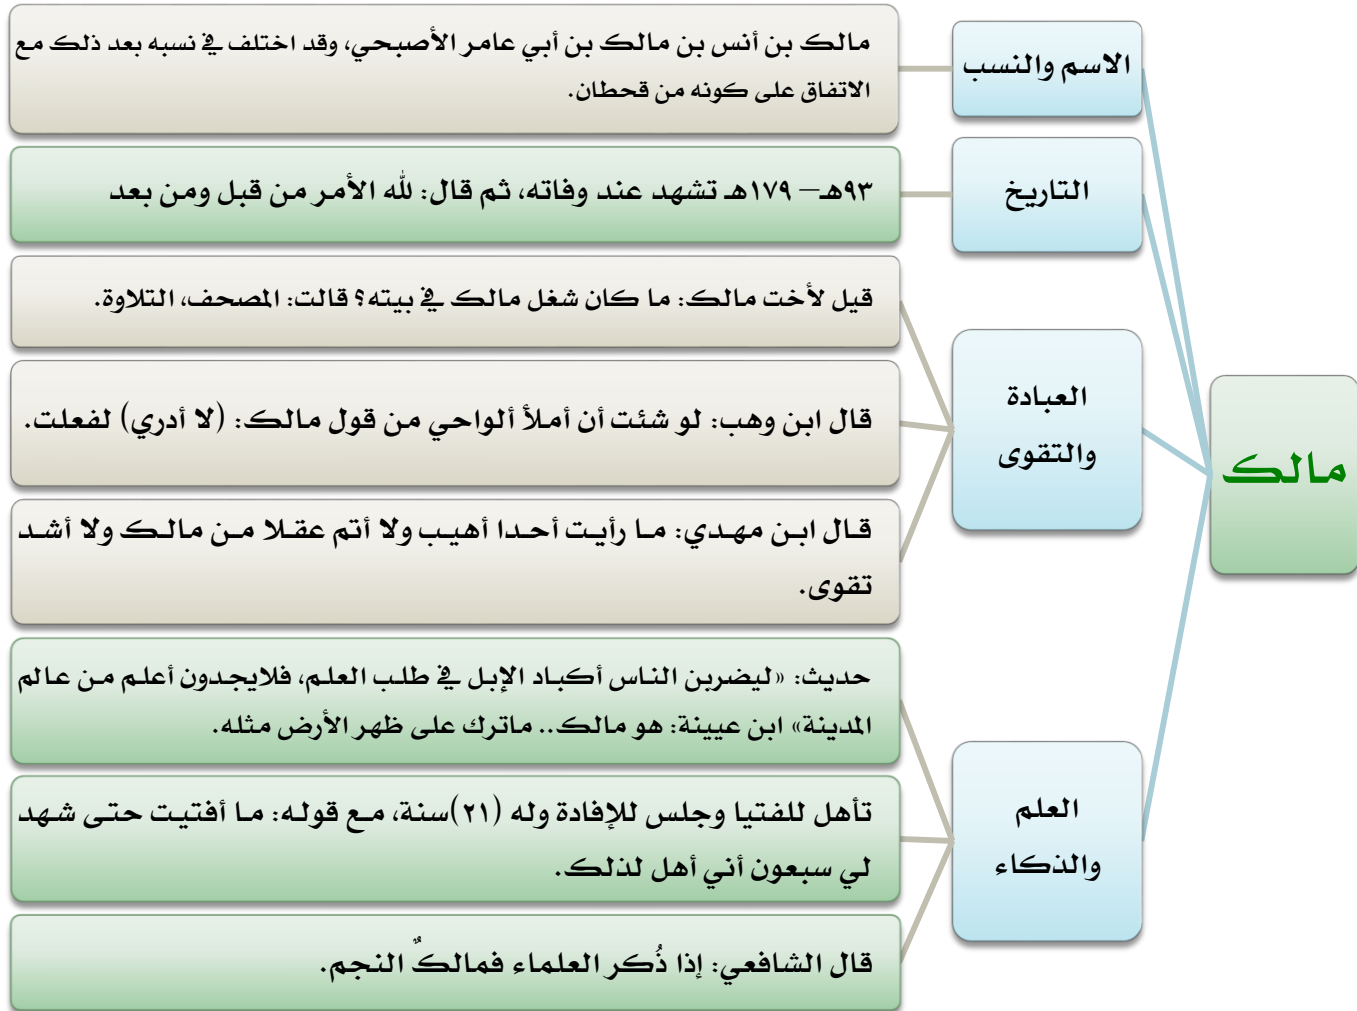 مالك
الاسم والنسب
مالك بن أنس بن مالك بن أبي عامر الأصبحي، وقد اختلف في نسبه بعد ذلك مع
الاتفاق على كونه من قحطان.
التاريخ
٩٣هـ– ١٧٩هـ تشهد عند وفاته، ثم قال: لله الأمر من قبل ومن بعد
العبادة
والتقوى
قيل لأخت مالك: ما كان شغل مالك في بيته؟ قالت: المصحف، التلاوة.
قال ابن وهب: لو شئت أن أملأ ألواحي من قول مالك: (لا أدري) لفعلت.
قال ابن مهدي: ما رأيت أحدا أهيب ولا أتم عقلا من مالك ولا أشد
تقوى.
العلم
والذكاء
حديث: «ليضربن الناس أكباد الإبل في طلب العلم، فلايجدون أعلم من عالم
المدينة» ابن عيينة: هو مالك.. ماترك على ظهر الأرض مثله.
تأهل للفتيا وجلس للإفادة وله (٢١)سنة، مع قوله: ما أفتيت حتى شهد
لي سبعون أني أهل لذلك.
قال الشافعي: إذا ذُكر العلماء فمالكٌ النجم.